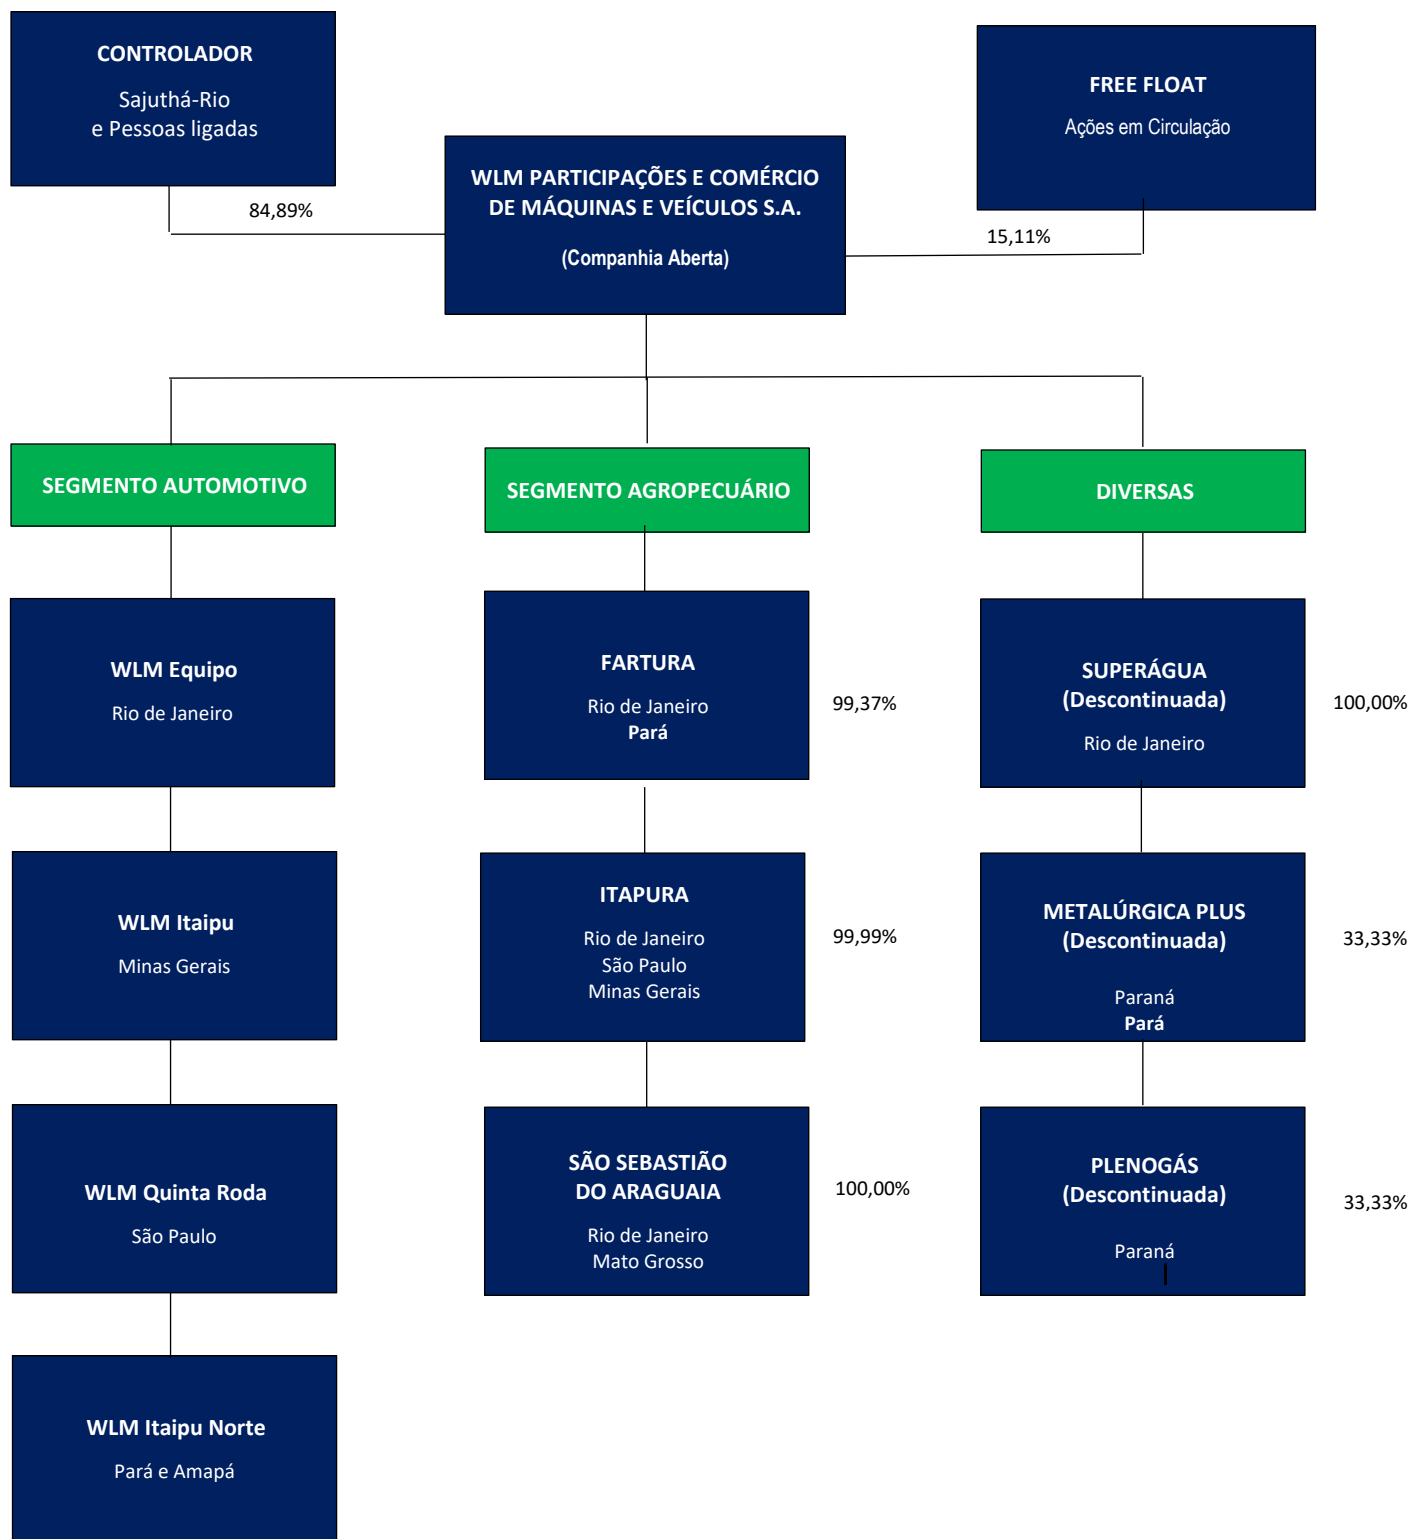 CONTROLADOR
Sajuthá-Rio
e Pessoas ligadas
FREE FLOAT
Ações em Circulação
WLM PARTICIPAÇÕES E COMÉRCIO
DE MÁQUINAS E VEÍCULOS S.A.
(Companhia Aberta)
84,89%
15,11%
SEGMENTO AUTOMOTIVO
SEGMENTO AGROPECUÁRIO
DIVERSAS
WLM Equipo
Rio de Janeiro
FARTURA
Rio de Janeiro
Pará
99,37%
SUPERÁGUA
(Descontinuada)
Rio de Janeiro
100,00%
WLM Itaipu
Minas Gerais
ITAPURA
Rio de Janeiro
São Paulo
Minas Gerais
99,99%
METALÚRGICA PLUS
(Descontinuada)
Paraná
Pará
33,33%
WLM Quinta Roda
São Paulo
SÃO SEBASTIÃO
DO ARAGUAIA
Rio de Janeiro
Mato Grosso
100,00%
PLENOGÁS
(Descontinuada)
Paraná
33,33%
WLM Itaipu Norte
Pará e Amapá